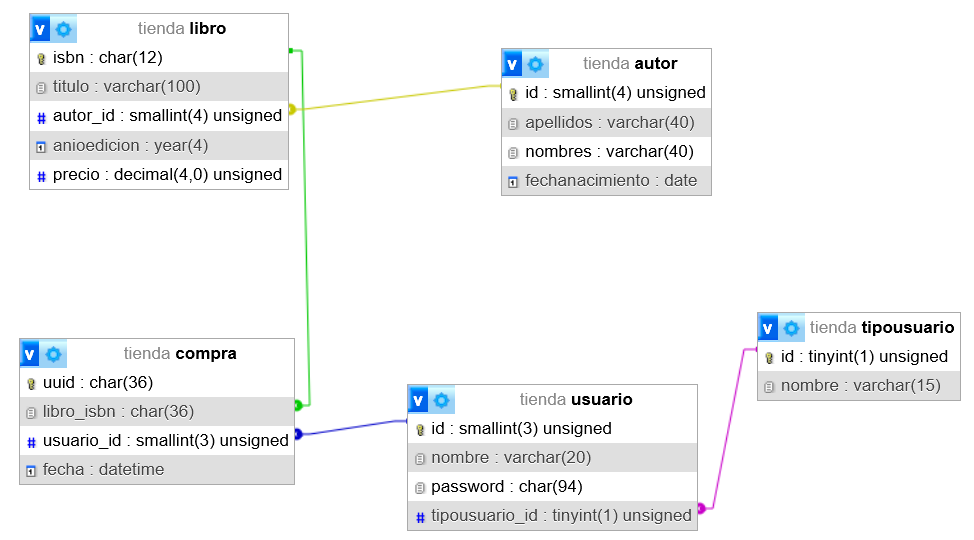 v tienda libro
isbn : char(12)
titulo : varchar(100)
# autor_id : smallint(4) unsigned
anioedicion : year(4)
# precio : decimal(4,0) unsigned
v tienda autor
id : smallint(4) unsigned
apellidos : varchar(40)
nombres : varchar(40)
fechanacimiento : date
v tienda compra
uuid : char(36)
libro_isbn : char(36)
# usuario_id : smallint(3) unsigned
fecha : datetime
v tienda usuario
id : smallint(3) unsigned
nombre : varchar(20)
password : char(94)
# tipousuario_id : tinyint(1) unsigned
v tienda tipousuario
id : tinyint(1) unsigned
nombre : varchar(15)